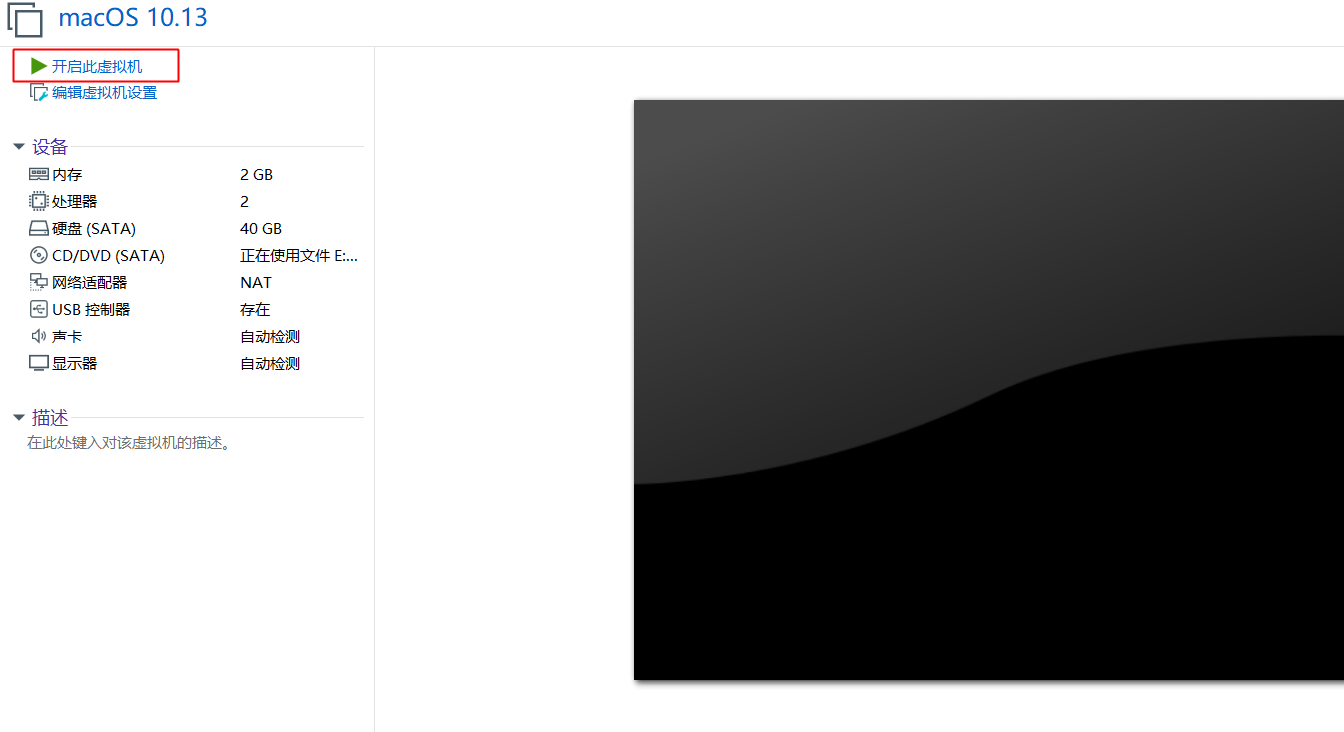 macOS 10.13
开启此虚拟机
编辑虚拟机设置
设备
内存 2 GB
处理器 2
硬盘 (SATA) 40 GB
CD/DVD (SATA) 正在使用文件 E:...
网络适配器 NAT
USB 控制器 存在
声卡 自动检测
显示器 自动检测
描述
在此处键入对该虚拟机的描述。